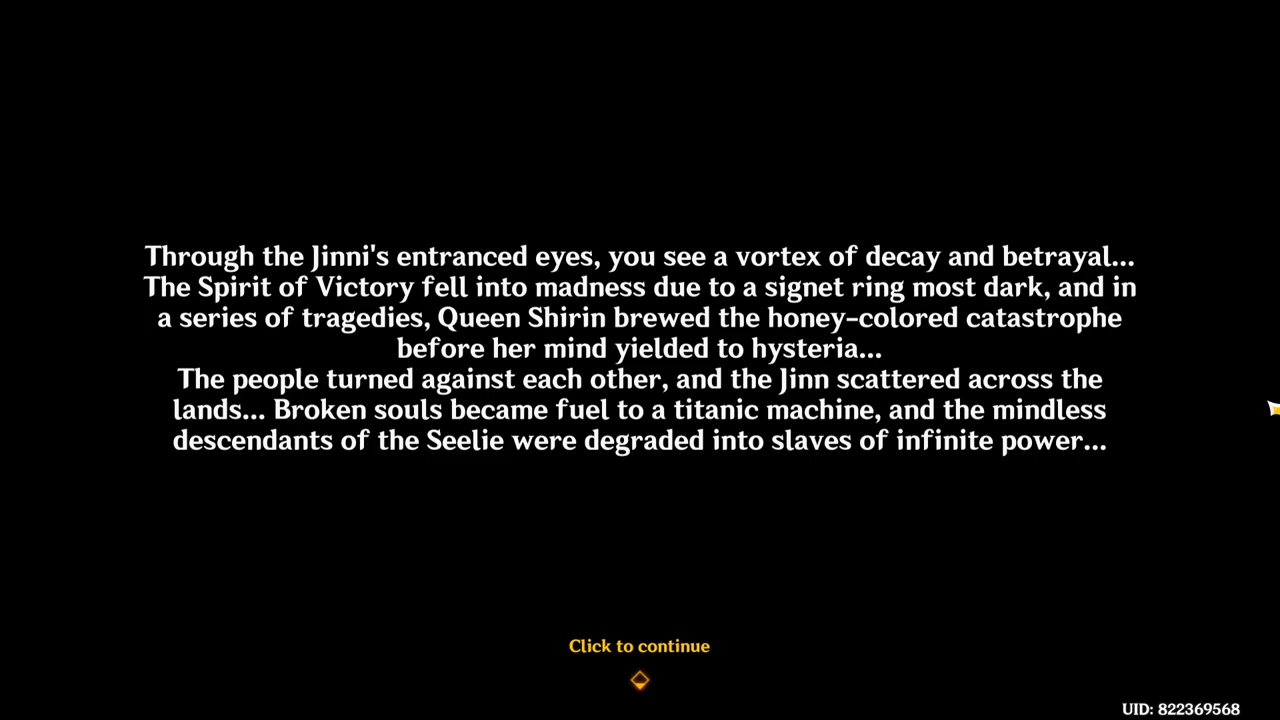 Through the Jinni's entranced eyes, you see a vortex of decay and betrayal...
The Spirit of Victory fell into madness due to a signet ring most dark, and in
a series of tragedies, Queen Shirin brewed the honey-colored catastrophe
before her mind yielded to hysteria...
The people turned against each other, and the Jinn scattered across the
lands... Broken souls became fuel to a titanic machine, and the mindless
descendants of the Seelie were degraded into slaves of infinite power...
Click to continue
UID: 822369568